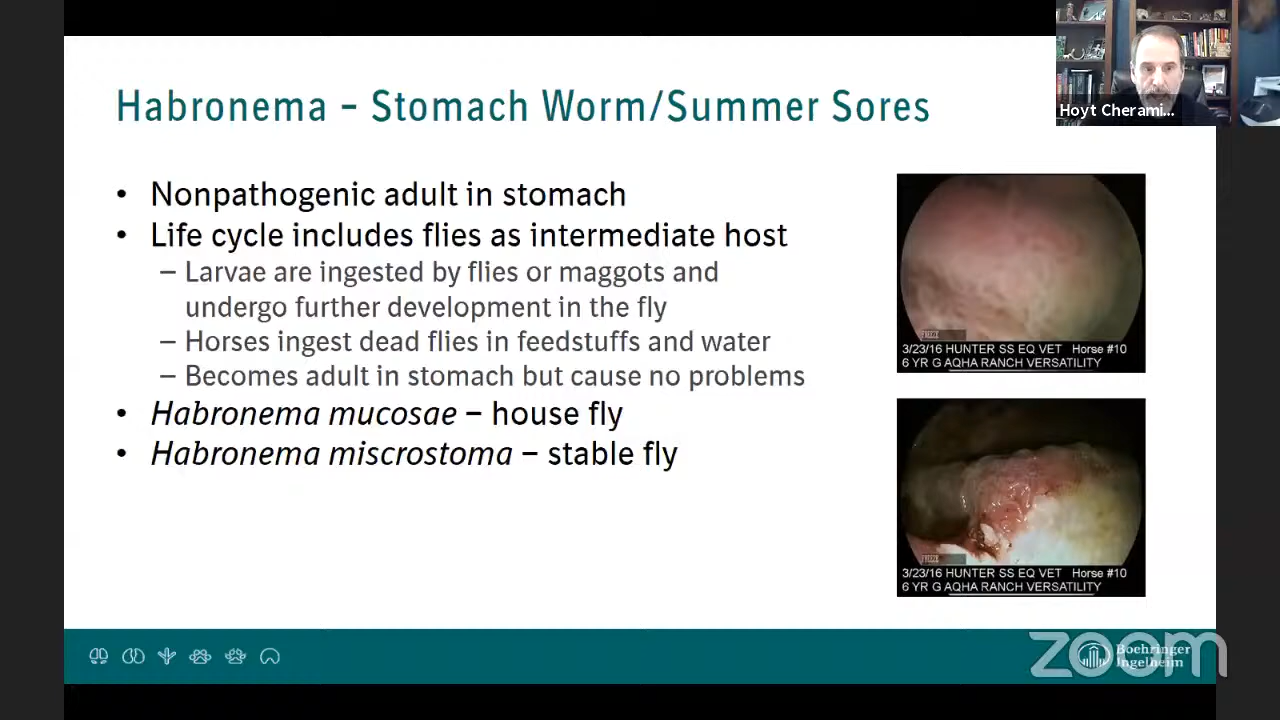 Habronema – Stomach Worm/Summer Sores
Hoyt Cherami...
• Nonpathogenic adult in stomach
• Life cycle includes flies as intermediate host
– Larvae are ingested by flies or maggots and
undergo further development in the fly
– Horses ingest dead flies in feedstuffs and water
– Becomes adult in stomach but cause no problems
• Habronema mucosae – house fly
• Habronema miscrostoma – stable fly
FREEZE
3/23/16 HUNTER SS EQ VET Horse #10
6 YR G AQHA RANCH VERSATILITY
FREEZE
3/23/16 HUNTER SS EQ VET Horse #10
6 YR G AQHA RANCH VERSATILITY
zoom
Boehringer
Ingelheim